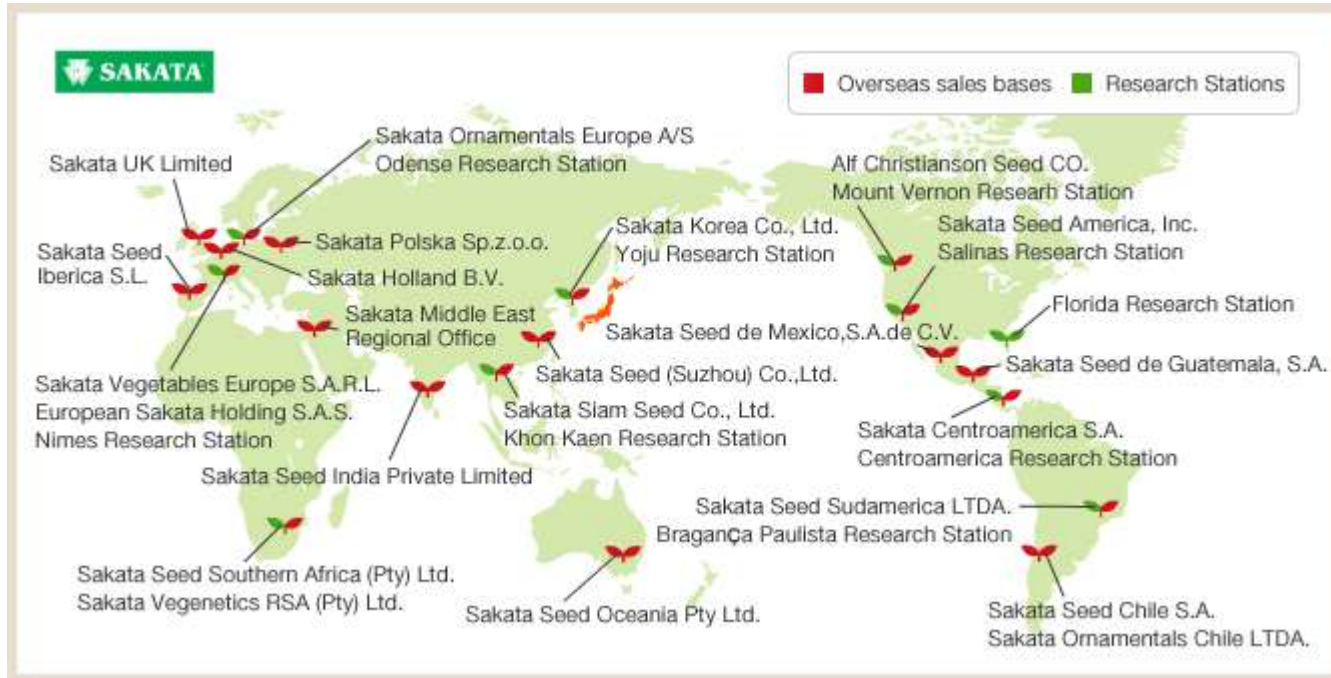 SAKATA
Overseas sales bases
Research Stations
Sakata Ornamentals Europe A/S
Odense Research Station
Sakata UK Limited
Alf Christianson Seed CO.
Mount Vernon Researh Station
Sakata Korea Co., Ltd.
Yoju Research Station
Sakata Seed America, Inc.
Salinas Research Station
Sakata Seed
Iberica S.L.
Sakata Polska Sp.z.o.o.
Sakata Holland B.V.
Florida Research Station
Sakata Middle East
Regional Office
Sakata Seed de Mexico,S.A.de C.V.
Sakata Seed de Guatemala, S.A.
Sakata Seed (Suzhou) Co.,Ltd.
Sakata Vegetables Europe S.A.R.L.
European Sakata Holding S.A.S.
Nimes Research Station
Sakata Siam Seed Co., Ltd.
Khon Kaen Research Station
Sakata Centroamerica S.A.
Centroamerica Research Station
Sakata Seed India Private Limited
Sakata Seed Sudamerica LTDA.
Bragança Paulista Research Station
Sakata Seed Southern Africa (Pty) Ltd.
Sakata Vegenetics RSA (Pty) Ltd.
Sakata Seed Oceania Pty Ltd.
Sakata Seed Chile S.A.
Sakata Ornamentals Chile LTDA.